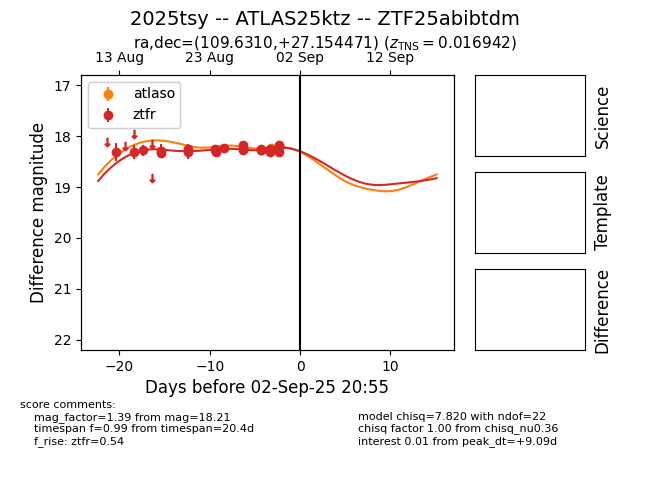 2025tsy -- ATLAS25ktz -- ZTF25abibtdm
ra,dec=(109.6310,+27.154471) (zTNS = 0.016942)
13 Aug 23 Aug 02 Sep 12 Sep
atlaso
ztfr
17
18
19
20
21
22
Difference magnitude
−20 −10 0 10
Days before 02-Sep-25 20:55
Science
Template
Difference
score comments:
mag_factor=1.39 from mag=18.21
timespan f=0.99 from timespan=20.4d
f_rise: ztfr=0.54
model chisq=7.820 with ndof=22
chisq factor 1.00 from chisq_nu0.36
interest 0.01 from peak_dt=+9.09d